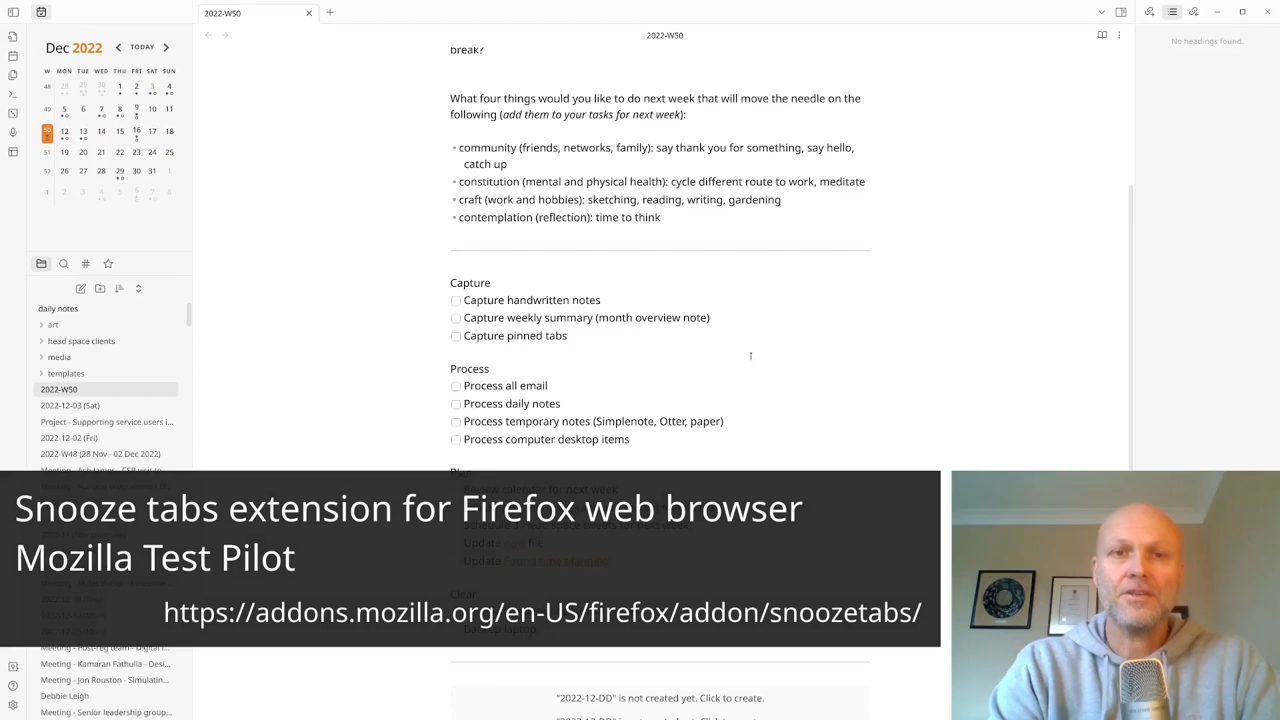 2022-W50
2022-W50
No headings found.
Dec 2022
TODAY
W MON TUE WED THU FRI SAT SUN
48 28 29 30 1 2 3 4
49 5 6 7 8 9 10 11
50 12 13 14 15 16 17 18
51 19 20 21 22 23 24 25
52 26 27 28 29 30 31 1
1 2 3 4 5 6 7 8
daily notes
art
head space clients
media
templates
2022-W50
2022-12-03 (Sat)
Project - Supporting service users i...
2022-12-02 (Fri)
2022-W48 (28 Nov - 02 Dec 2022)
Meeting - Kamaran Fathulla - Desi...
Meeting - Jon Rouston - Simulatin...
Debbie Leigh
Meeting - Senior leadership group...
break?
What four things would you like to do next week that will move the needle on the
following (add them to your tasks for next week):
• community (friends, networks, family): say thank you for something, say hello,
catch up
• constitution (mental and physical health): cycle different route to work, meditate
• craft (work and hobbies): sketching, reading, writing, gardening
• contemplation (reflection): time to think
Capture
Capture handwritten notes
Capture weekly summary (month overview note)
Capture pinned tabs
Process
Process all email
Process daily notes
Process temporary notes (Simplenote, Otter, paper)
Process computer desktop items
Review calendar for next week
Update
file
Update
Clear
Backup laptop
"2022-12-DD" is not created yet. Click to create.
Snooze tabs extension for Firefox web browser
Mozilla Test Pilot
https://addons.mozilla.org/en-US/firefox/addon/snoozetabs/